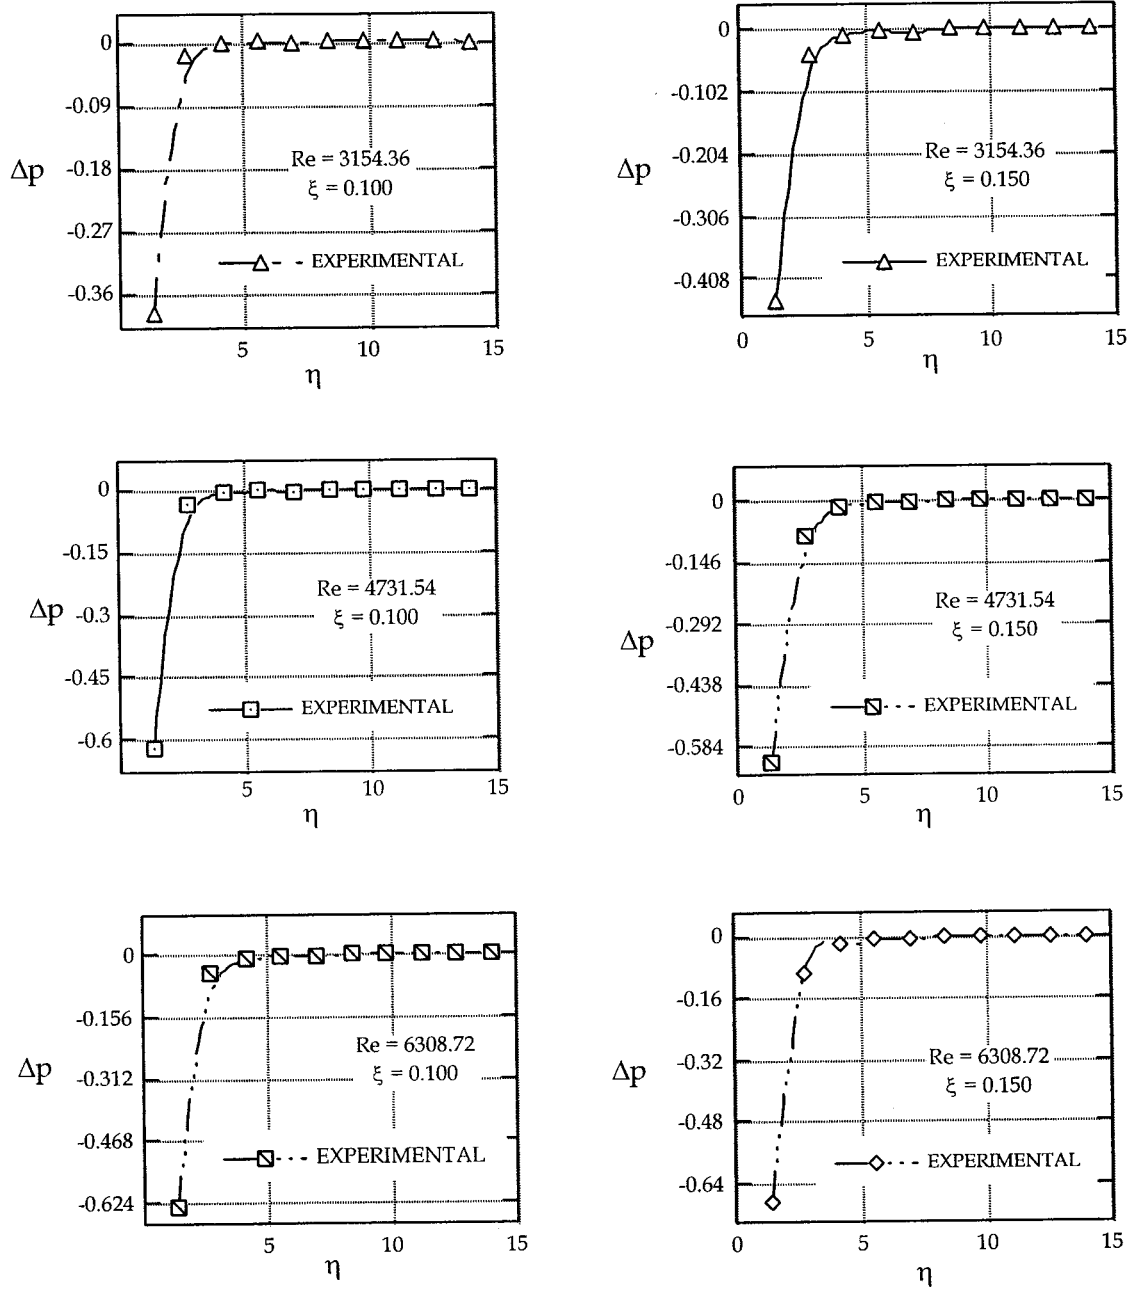 0
-0.09
-0.18
-0.27
-0.36
Δp
Re = 3154.36
ξ = 0.100
EXPERIMENTAL
5 10 15
η
0
-0.102
-0.204
-0.306
-0.408
Δp
Re = 3154.36
ξ = 0.150
EXPERIMENTAL
0 5 10 15
η
0
-0.15
-0.3
-0.45
-0.6
Δp
Re = 4731.54
ξ = 0.100
EXPERIMENTAL
5 10 15
η
0
-0.146
-0.292
-0.438
-0.584
Δp
Re = 4731.54
ξ = 0.150
EXPERIMENTAL
0 5 10 15
η
0
-0.156
-0.312
-0.468
-0.624
Δp
Re = 6308.72
ξ = 0.100
EXPERIMENTAL
5 10 15
η
0
-0.16
-0.32
-0.48
-0.64
Δp
Re = 6308.72
ξ = 0.150
EXPERIMENTAL
0 5 10 15
η